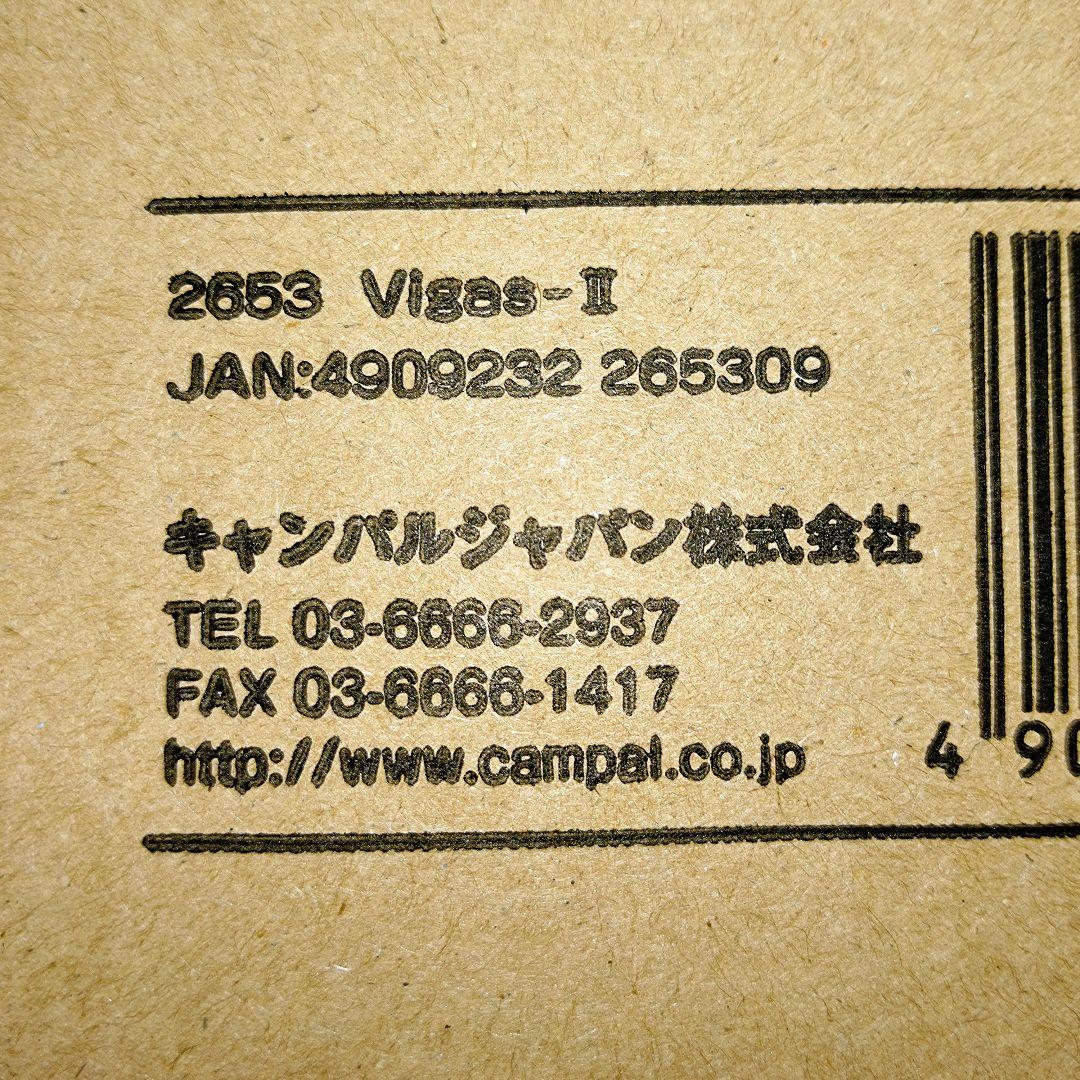 2653 Vigas-Ⅱ
JAN:4909232 265309
キャンパルジャパン株式会社
TEL 03-6666-2937
FAX 03-6666-1417
http://www.campal.co.jp
4 90